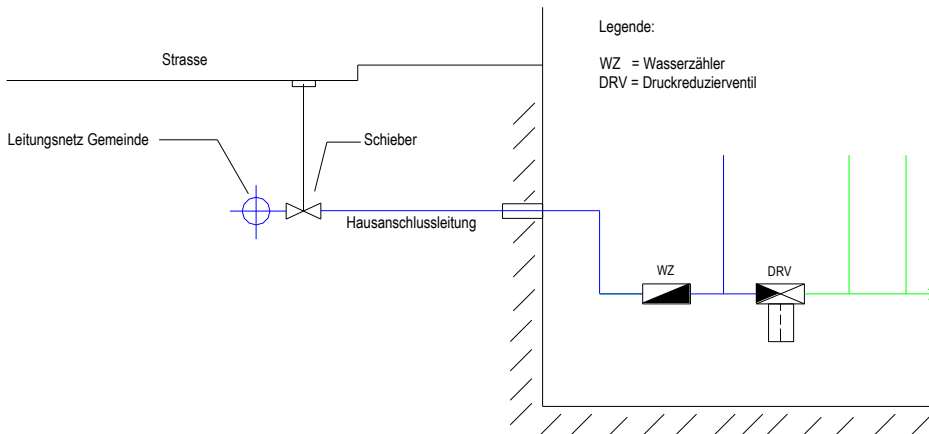 Legende:
Strasse
WZ = Wasserzähler
DRV = Druckreduzierventil
Leitungsnetz Gemeinde
Schieber
Hausanschlussleitung
WZ
DRV